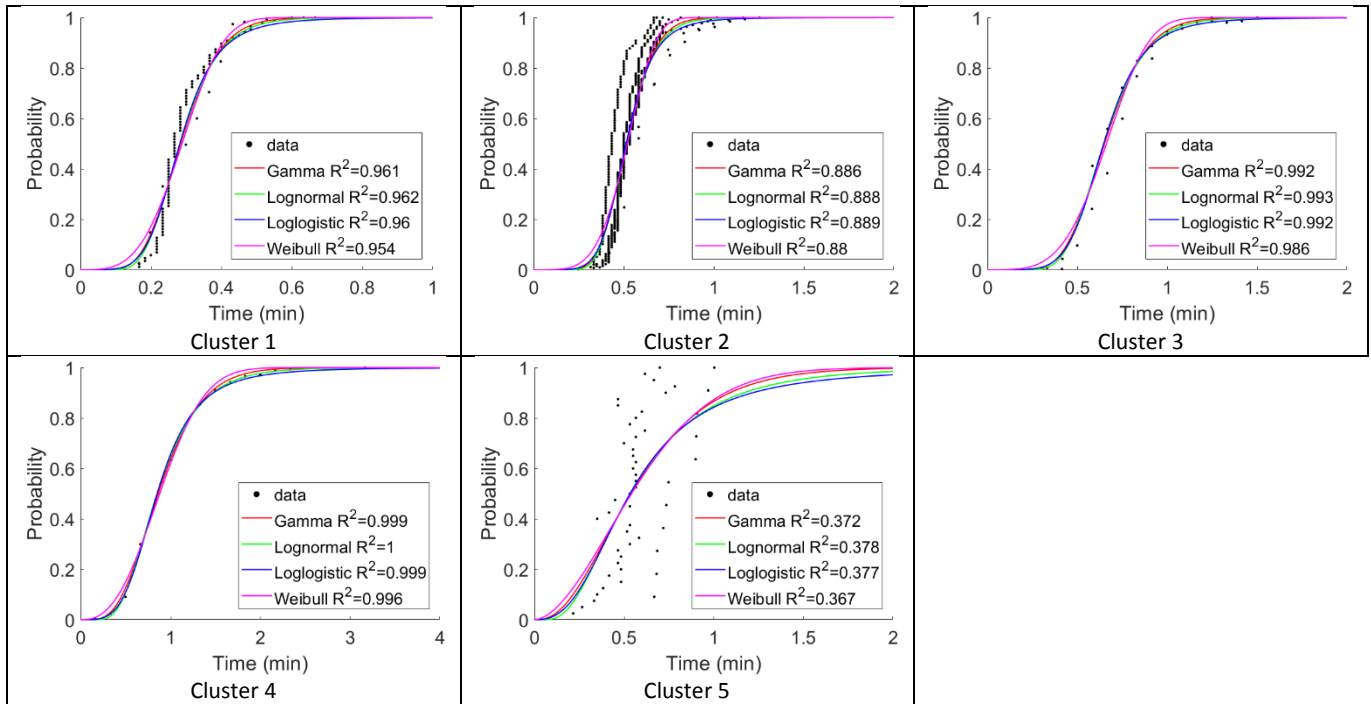 1
0.8
0.6
0.4
0.2
0
Probability
data
Gamma R²=0.961
Lognormal R²=0.962
Loglogistic R²=0.96
Weibull R²=0.954
0 0.2 0.4 0.6 0.8 1
Time (min)
Cluster 1
1
0.8
0.6
0.4
0.2
0
Probability
data
Gamma R²=0.886
Lognormal R²=0.888
Loglogistic R²=0.889
Weibull R²=0.88
0 0.5 1 1.5 2
Time (min)
Cluster 2
1
0.8
0.6
0.4
0.2
0
Probability
data
Gamma R²=0.992
Lognormal R²=0.993
Loglogistic R²=0.992
Weibull R²=0.986
0 0.5 1 1.5 2
Time (min)
Cluster 3
1
0.8
0.6
0.4
0.2
0
Probability
data
Gamma R²=0.999
Lognormal R²=1
Loglogistic R²=0.999
Weibull R²=0.996
0 1 2 3 4
Time (min)
Cluster 4
1
0.8
0.6
0.4
0.2
0
Probability
data
Gamma R²=0.372
Lognormal R²=0.378
Loglogistic R²=0.377
Weibull R²=0.367
0 0.5 1 1.5 2
Time (min)
Cluster 5